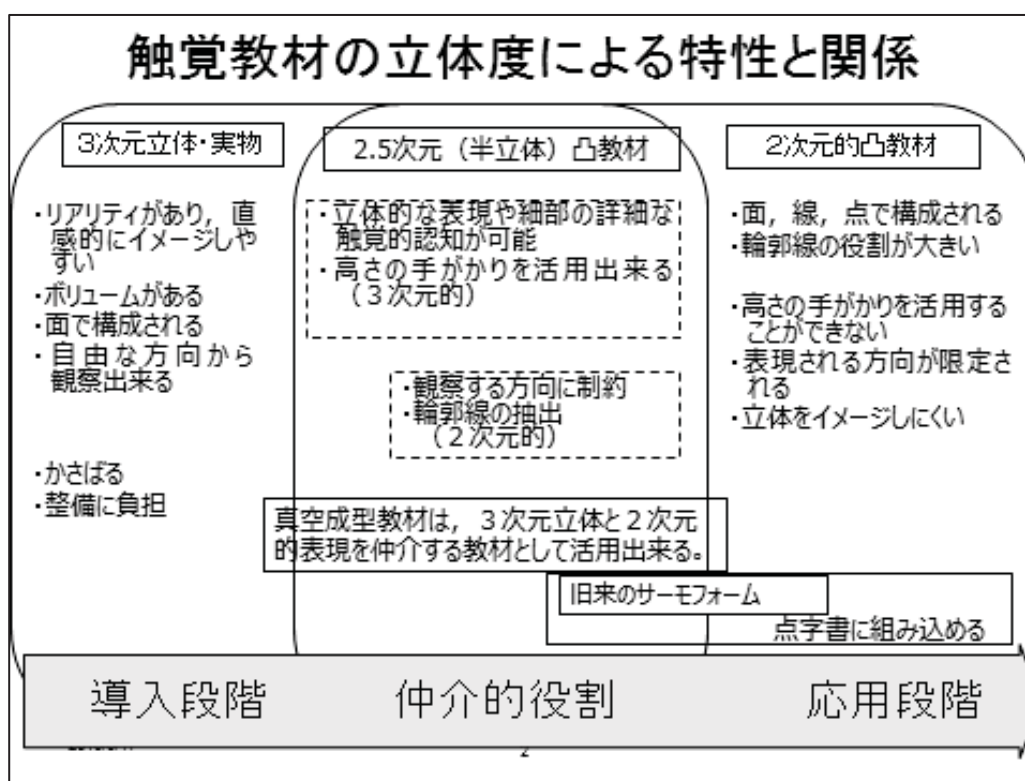 触覚教材の立体度による特性と関係
3次元立体・実物
・リアリティがあり，直
感的にイメージしや
すい
・ボリュームがある
・面で構成される
・自由な方向から
観察出来る
・かさばる
・整備に負担
2.5次元（半立体）凸教材
・立体的な表現や細部の詳細な
触覚的認知が可能
・高さの手がかりを活用出来る
（３次元的）
・観察する方向に制約
・輪郭線の抽出
（２次元的）
2次元的凸教材
・面，線，点で構成される
・輪郭線の役割が大きい
・高さの手がかりを活用する
ことができない
・表現される方向が限定さ
れる
・立体をイメージしにくい
真空成型教材は，３次元立体と２次元
的表現を仲介する教材として活用出来る。
旧来のサーモフォーム
点字書に組み込める
導入段階
仲介的役割
応用段階
2